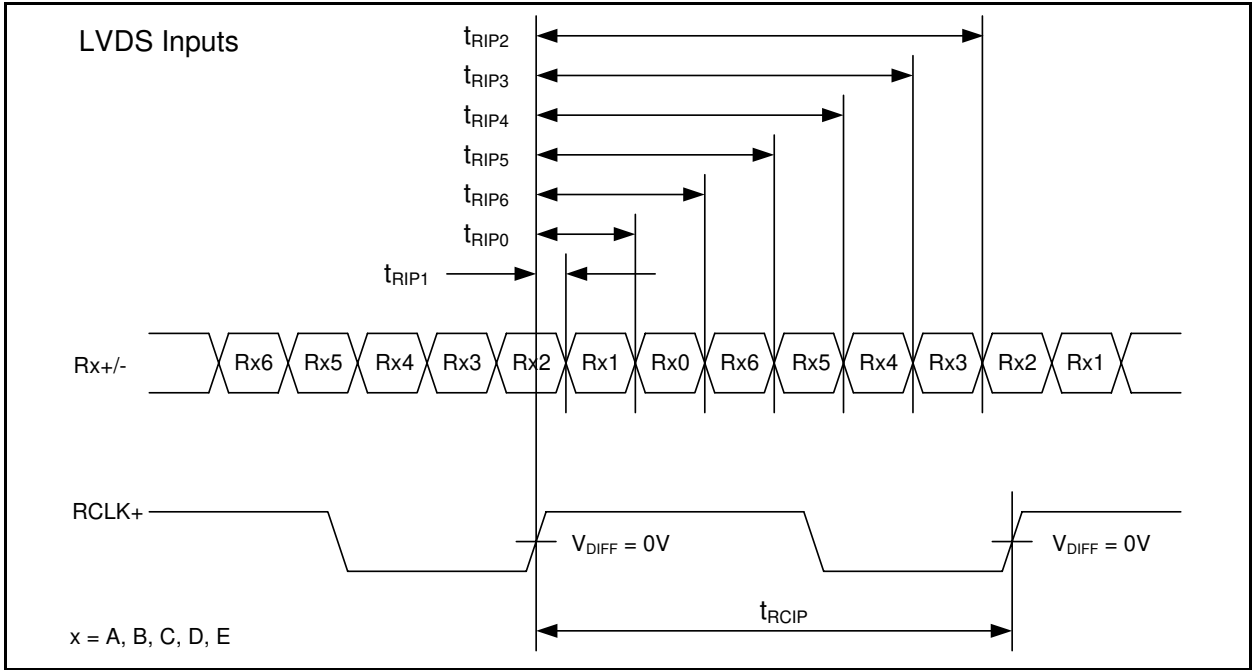 LVDS Inputs
tRIP2
tRIP3
tRIP4
tRIP5
tRIP6
tRIP0
tRIP1
Rx+/- Rx6 Rx5 Rx4 Rx3 Rx2 Rx1 Rx0 Rx6 Rx5 Rx4 Rx3 Rx2 Rx1
RCLK+
VDIFF = 0V VDIFF = 0V
tRCIP
x = A, B, C, D, E